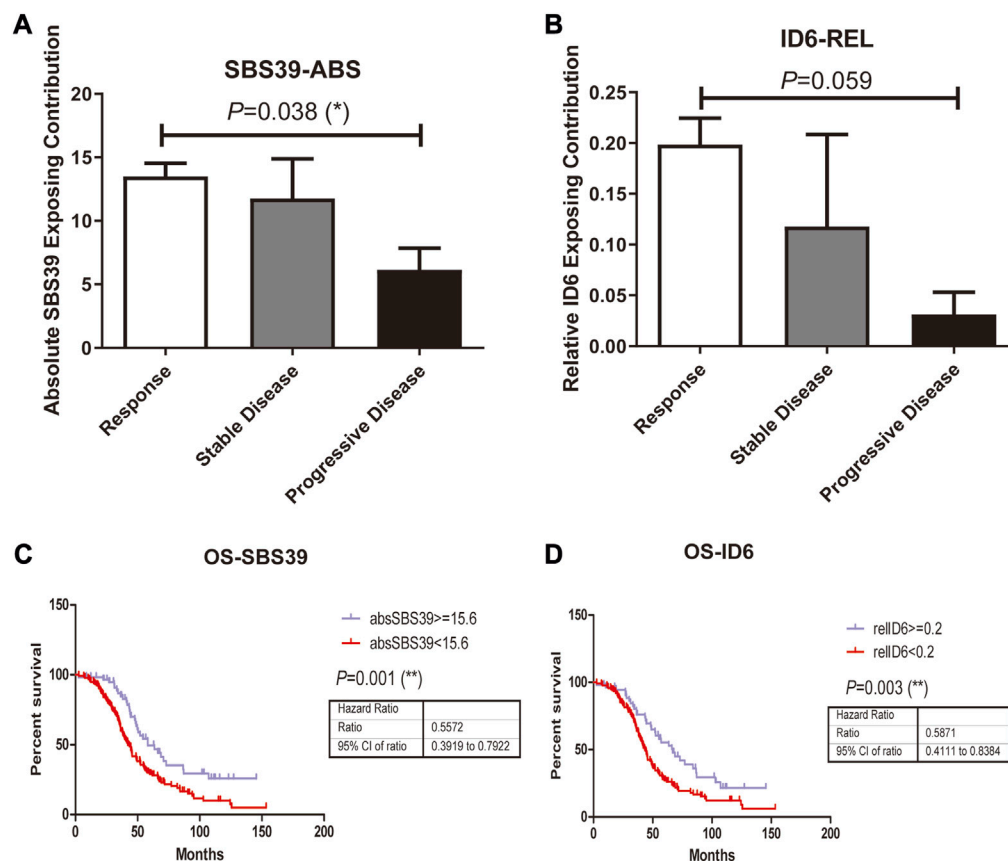 A
SBS39-ABS
P=0.038 (*)
Absolute SBS39 Exposing Contribution
20
15
10
5
0
Response
Stable Disease
Progressive Disease
B
ID6-REL
P=0.059
Relative ID6 Exposing Contribution
0.25
0.20
0.15
0.10
0.05
0.00
Response
Stable Disease
Progressive Disease
C
OS-SBS39
Percent survival
150
100
50
0
0 50 100 150 200
Months
absSBS39>=15.6
absSBS39<15.6
P=0.001 (**)
Hazard Ratio
Ratio 0.5572
95% CI of ratio 0.3919 to 0.7922
D
OS-ID6
Percent survival
150
100
50
0
0 50 100 150 200
Months
relID6>=0.2
relID6<0.2
P=0.003 (**)
Hazard Ratio
Ratio 0.5871
95% CI of ratio 0.4111 to 0.8384